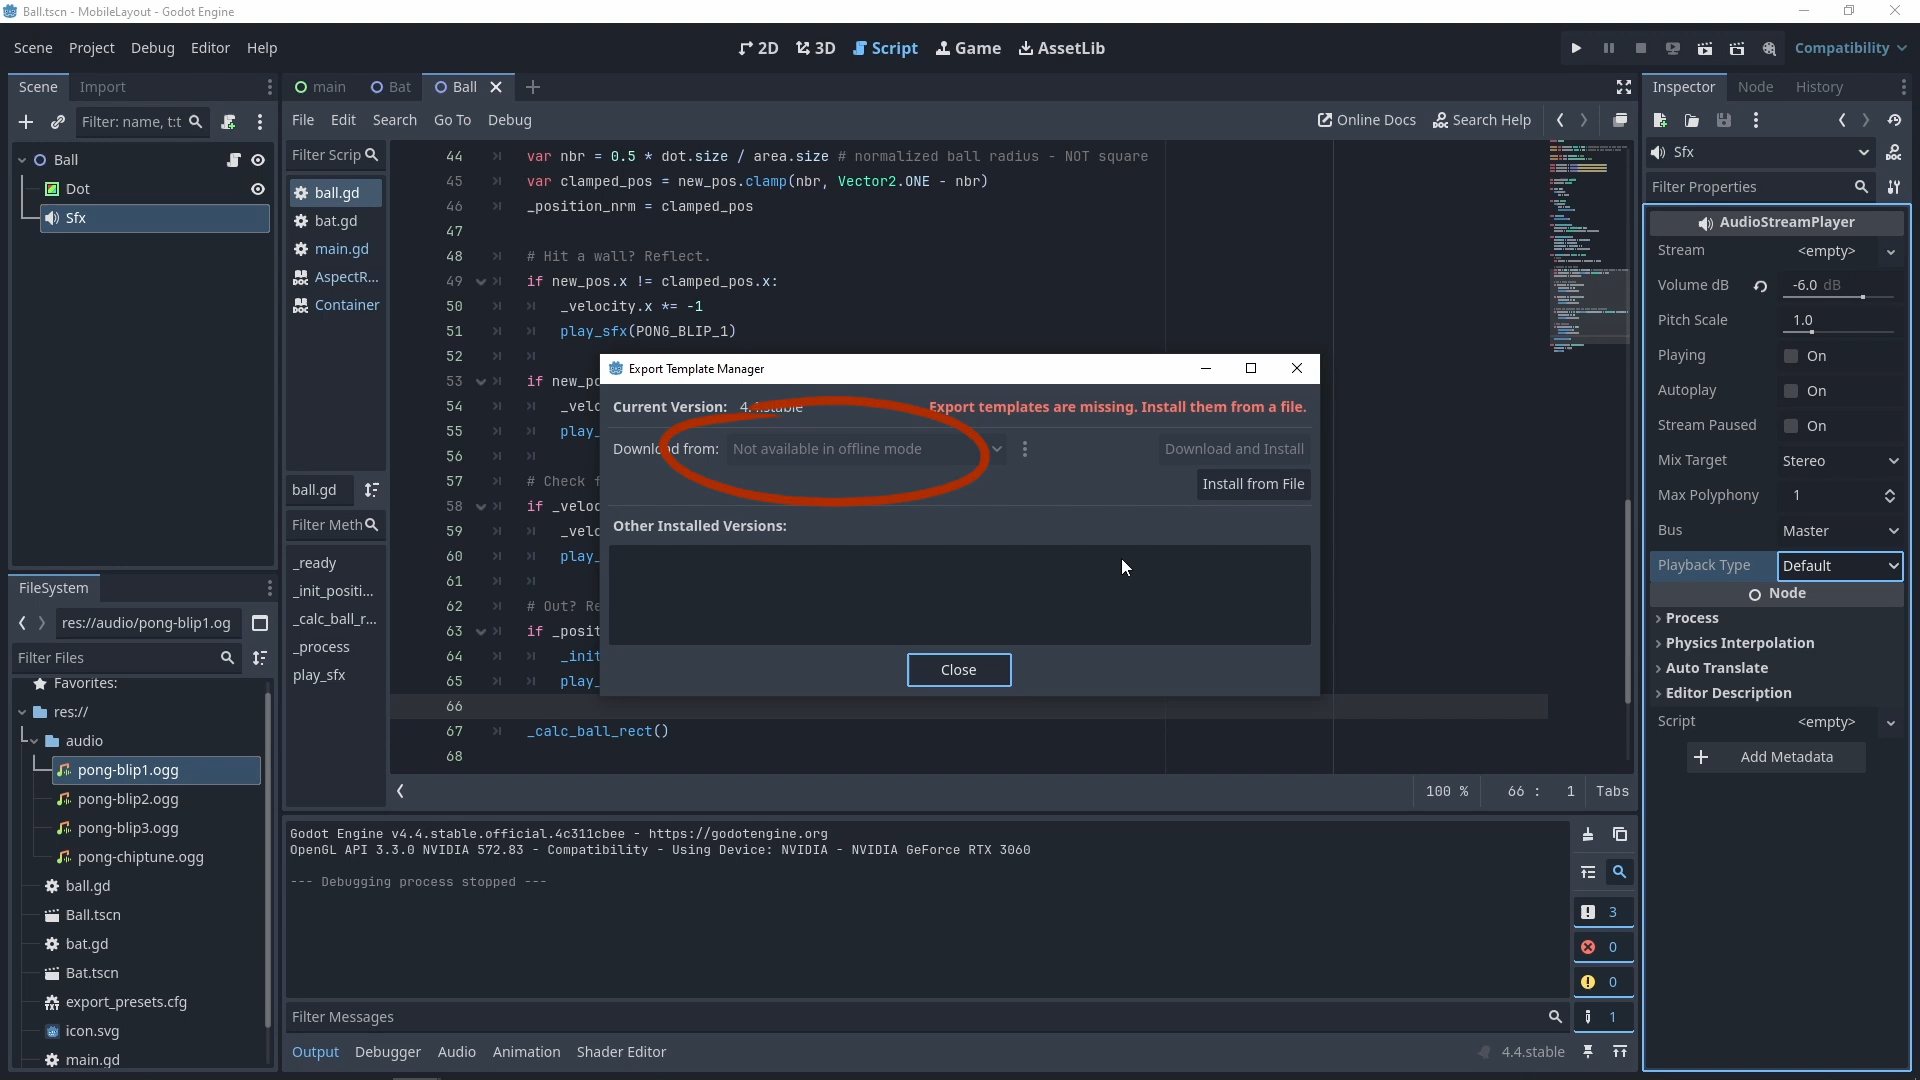 Ball.tscn - MobileLayout - Godot Engine
Scene Project Debug Editor Help
2D 3D Script Game AssetLib
Compatibility
Scene Import
Filter: name, t:t
Ball
Dot
Sfx
main Bat Ball
File Edit Search Go To Debug
Online Docs Search Help
Filter Scrip
ball.gd
bat.gd
main.gd
AspectR...
Container
ball.gd
Filter Meth
_ready
_init_positi...
_calc_ball_r...
_process
play_sfx
44 var nbr = 0.5 * dot.size / area.size # normalized ball radius - NOT square
45 var clamped_pos = new_pos.clamp(nbr, Vector2.ONE - nbr)
46 _position_nrm = clamped_pos
47
48 # Hit a wall? Reflect.
49 if new_pos.x != clamped_pos.x:
50 _velocity.x *= -1
51 play_sfx(PONG_BLIP_1)
52
53 if new_po
54 _velo
55 play_
56
57 # Check f
58 if _veloc
59 _velo
60 play_
61
62 # Out? Re
63 if _posit
64 _init
65 play_
66
67 _calc_ball_rect()
68
100 % 66 : 1 Tabs
Export Template Manager
Current Version: 4.4.stable
Export templates are missing. Install them from a file.
Download from: Not available in offline mode
Download and Install
Install from File
Other Installed Versions:
Close
FileSystem
res://audio/pong-blip1.og
Filter Files
Favorites:
res://
audio
pong-blip1.ogg
pong-blip2.ogg
pong-blip3.ogg
pong-chiptune.ogg
ball.gd
Ball.tscn
bat.gd
Bat.tscn
export_presets.cfg
icon.svg
main.gd
Godot Engine v4.4.stable.official.4c311cbee - https://godotengine.org
OpenGL API 3.3.0 NVIDIA 572.83 - Compatibility - Using Device: NVIDIA - NVIDIA GeForce RTX 3060
--- Debugging process stopped ---
3
0
0
1
Filter Messages
Output Debugger Audio Animation Shader Editor
4.4.stable
Inspector Node History
Sfx
Filter Properties
AudioStreamPlayer
Stream <empty>
Volume dB -6.0 dB
Pitch Scale 1.0
Playing On
Autoplay On
Stream Paused On
Mix Target Stereo
Max Polyphony 1
Bus Master
Playback Type Default
Node
Process
Physics Interpolation
Auto Translate
Editor Description
Script <empty>
Add Metadata